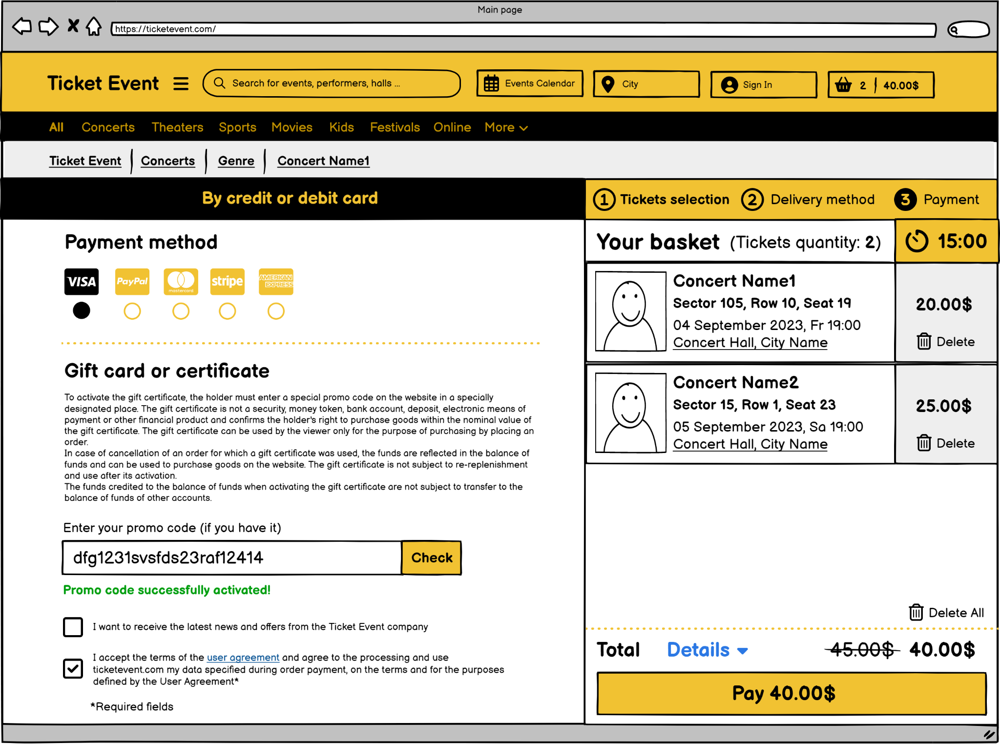 Main page
https://ticketevent.com/
Ticket Event
Search for events, performers, halls ...
Events Calendar
City
Sign In
2 | 40.00$
All Concerts Theaters Sports Movies Kids Festivals Online More
Ticket Event Concerts Genre Concert Name1
By credit or debit card
Payment method
VISA PayPal mastercard stripe AMERICAN EXPRESS
Gift card or certificate
To activate the gift certificate, the holder must enter a special promo code on the website in a specially
designated place. The gift certificate is not a security, money token, bank account, deposit, electronic means of
payment or other financial product and confirms the holder's right to purchase goods within the nominal value of
the gift certificate. The gift certificate can be used by the viewer only for the purpose of purchasing by placing an
order.
In case of cancellation of an order for which a gift certificate was used, the funds are reflected in the balance of
funds and can be used to purchase goods on the website. The gift certificate is not subject to re-replenishment
and use after its activation.
The funds credited to the balance of funds when activating the gift certificate are not subject to transfer to the
balance of funds of other accounts.
Enter your promo code (if you have it)
dfg1231svsfds23raf12414
Check
Promo code successfully activated!
I want to receive the latest news and offers from the Ticket Event company
I accept the terms of the user agreement and agree to the processing and use
ticketevent.com my data specified during order payment, on the terms and for the purposes
defined by the User Agreement*
*Required fields
1 Tickets selection 2 Delivery method 3 Payment
Your basket (Tickets quantity: 2)
15:00
Concert Name1
Sector 105, Row 10, Seat 19
04 September 2023, Fr 19:00
Concert Hall, City Name
20.00$
Delete
Concert Name2
Sector 15, Row 1, Seat 23
05 September 2023, Sa 19:00
Concert Hall, City Name
25.00$
Delete
Delete All
Total Details 45.00$ 40.00$
Pay 40.00$